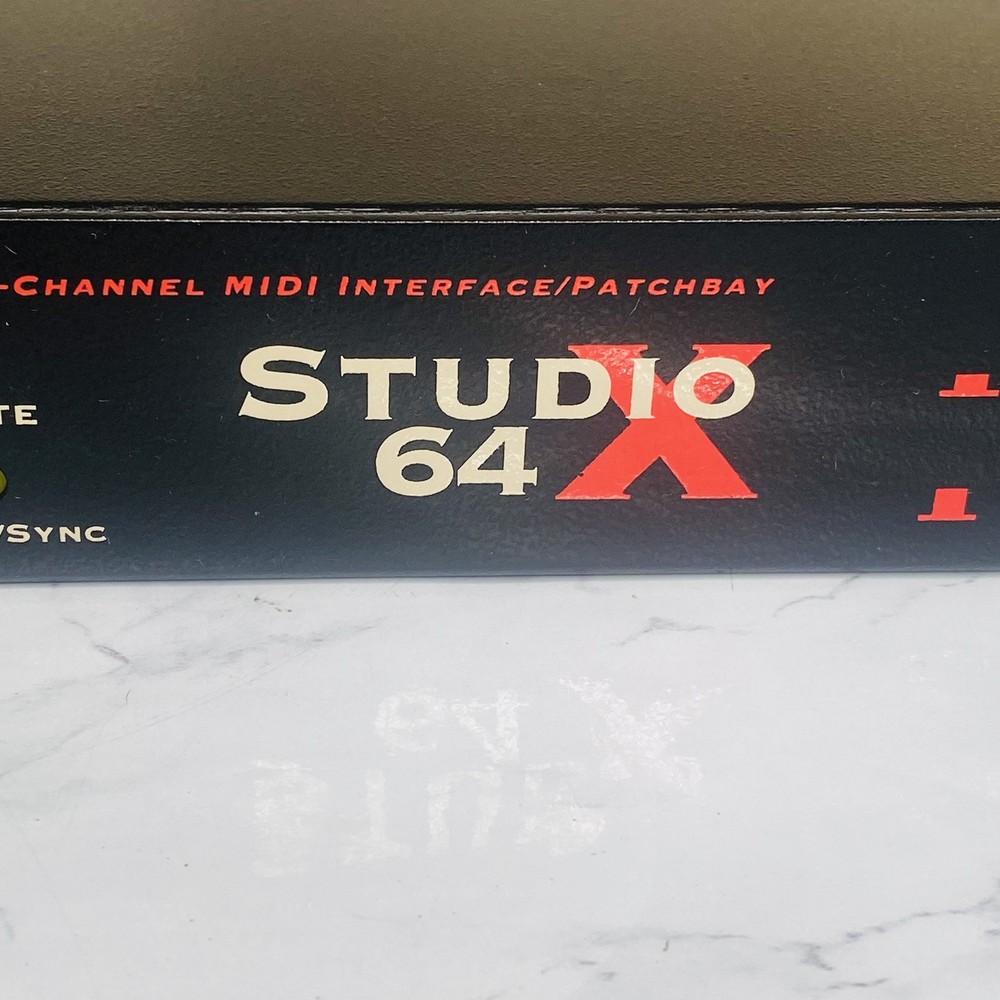 -Channel MIDI Interface/Patchbay
Studio X
TE
64
/Sync